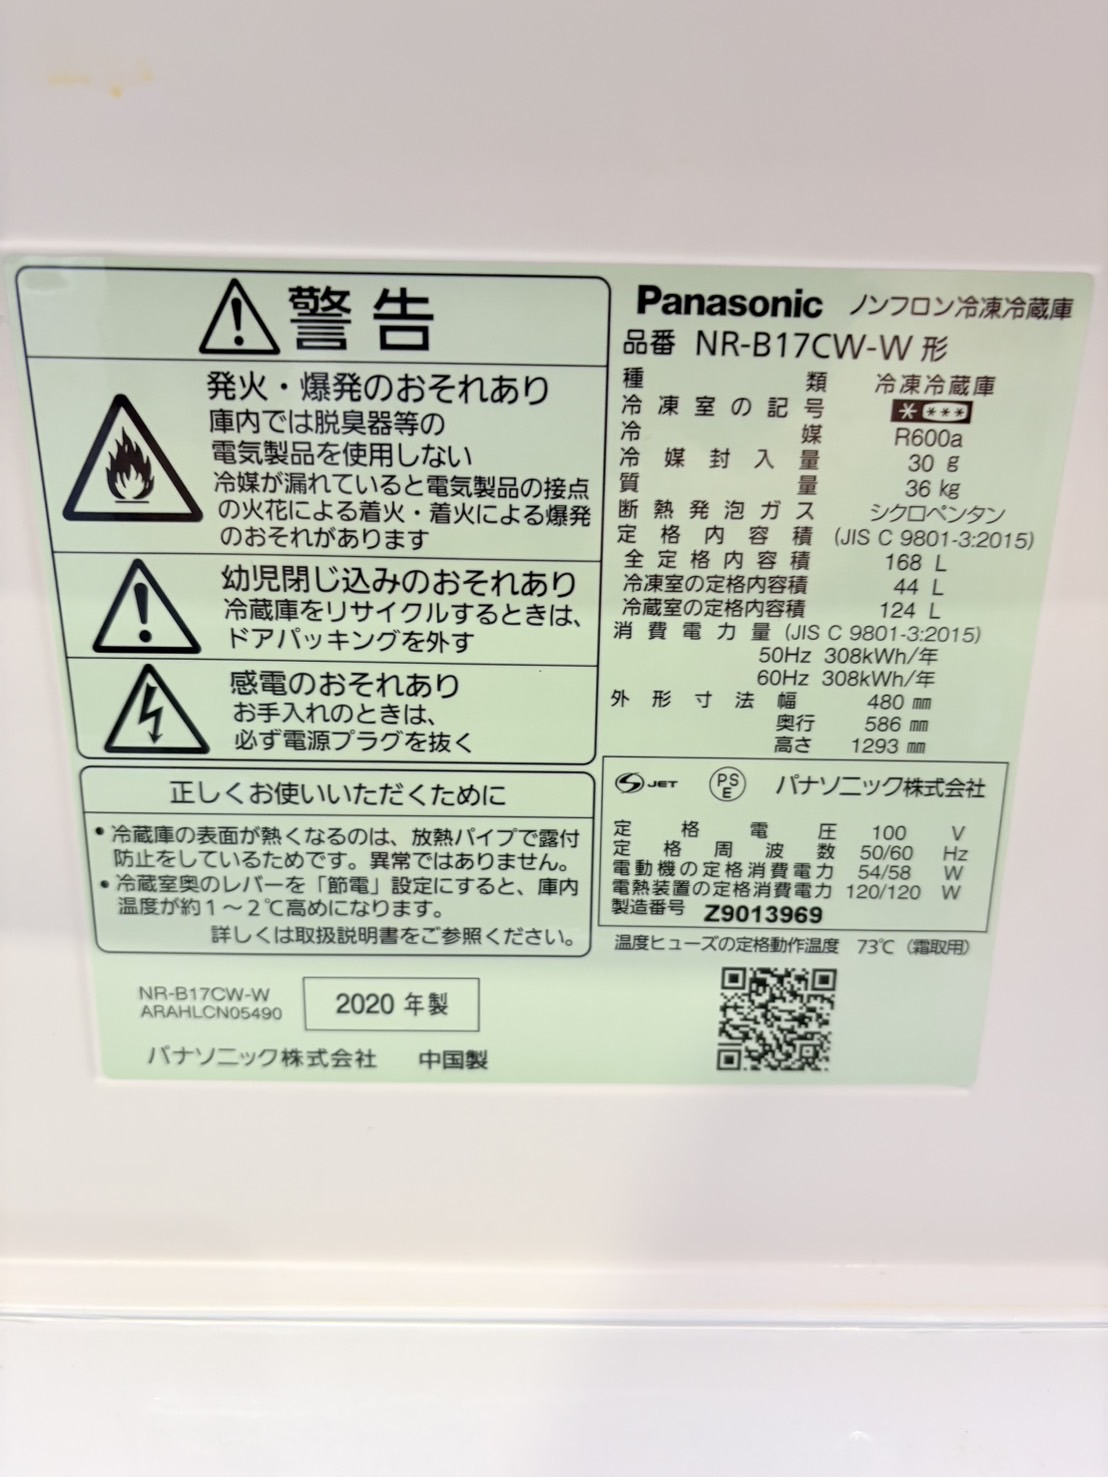 警告
発火・爆発のおそれあり
庫内では脱臭器等の
電気製品を使用しない
冷媒が漏れていると電気製品の接点
の火花による着火・着火による爆発
のおそれがあります
幼児閉じ込みのおそれあり
冷蔵庫をリサイクルするときは、
ドアパッキングを外す
感電のおそれあり
お手入れのときは、
必ず電源プラグを抜く
正しくお使いいただくために
・冷蔵庫の表面が熱くなるのは、放熱パイプで露付
防止をしているためです。異常ではありません。
・冷蔵室奥のレバーを「節電」設定にすると、庫内
温度が約1～2℃高めになります。
詳しくは取扱説明書をご参照ください。
NR-B17CW-W
ARAHLCN05490
2020 年製
パナソニック株式会社 中国製
Panasonic ノンフロン冷凍冷蔵庫
品番 NR-B17CW-W 形
種類 冷凍冷蔵庫
冷凍室の記号 * ***
冷媒 R600a
冷媒封入量 30 g
質量 36 kg
断熱発泡ガス シクロペンタン
定格内容積 (JIS C 9801-3:2015)
全定格内容積 168 L
冷凍室の定格内容積 44 L
冷蔵室の定格内容積 124 L
消費電力量 (JIS C 9801-3:2015)
50Hz 308kWh/年
60Hz 308kWh/年
外形寸法 幅 480 ㎜
奥行 586 ㎜
高さ 1293 ㎜
S JET PS E パナソニック株式会社
定格電圧 100 V
定格周波数 50/60 Hz
電動機の定格消費電力 54/58 W
電熱装置の定格消費電力 120/120 W
製造番号 Z9013969
温度ヒューズの定格動作温度 73℃ (霜取用)